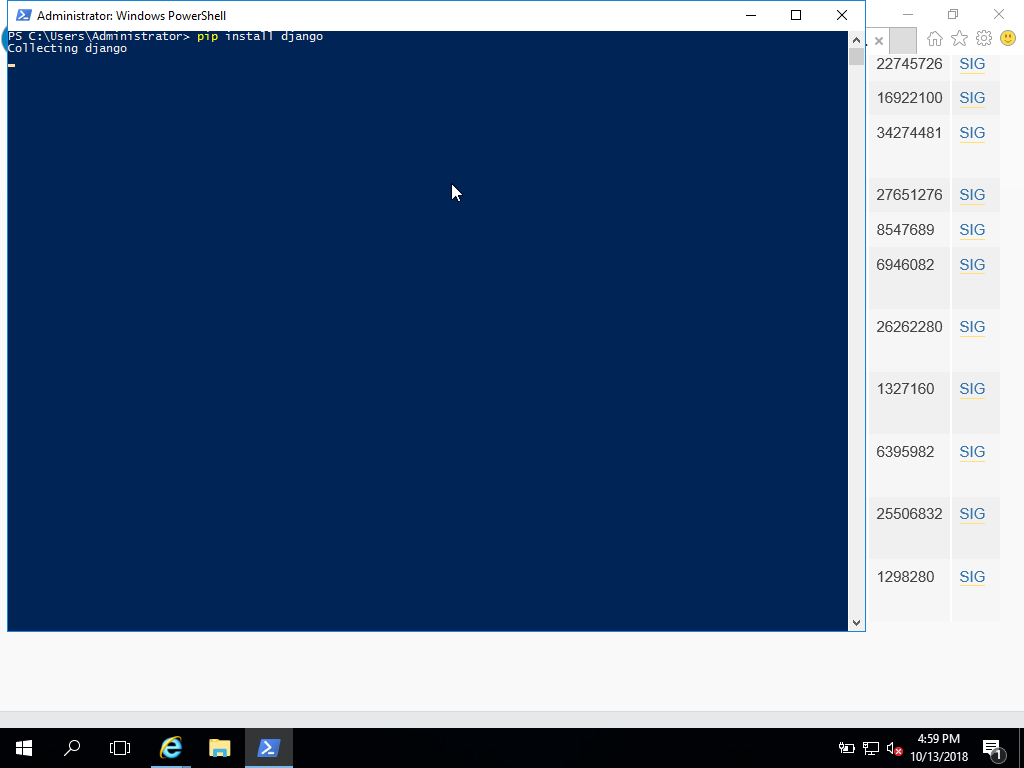 Administrator: Windows PowerShell
PS C:\Users\Administrator> pip install django
Collecting django
22745726 SIG
16922100 SIG
34274481 SIG
27651276 SIG
8547689 SIG
6946082 SIG
26262280 SIG
1327160 SIG
6395982 SIG
25506832 SIG
1298280 SIG
4:59 PM
10/13/2018
1